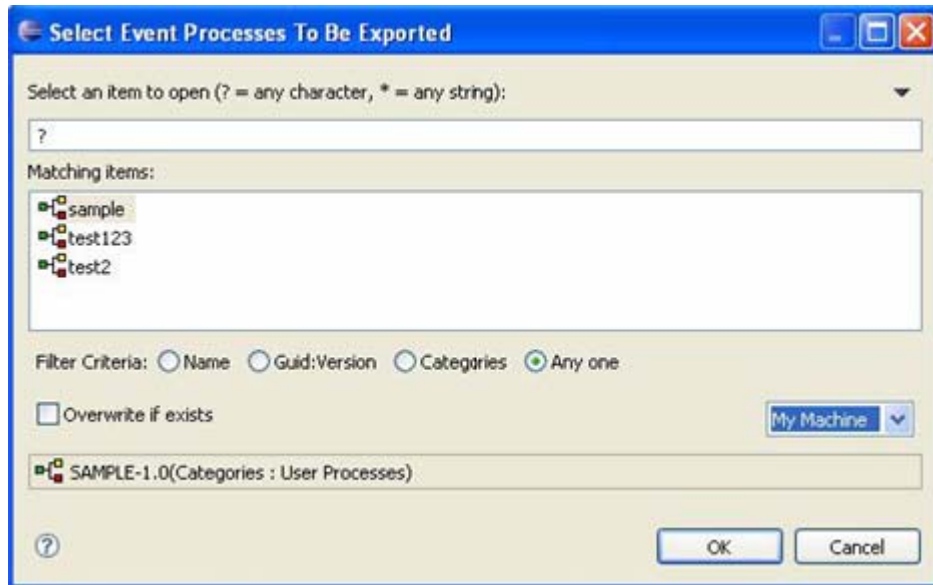 Select Event Processes To Be Exported
Select an item to open (? = any character, * = any string):
?
Matching items:
sample
test123
test2
Filter Criteria: Name Guid:Version Categories Any one
Overwrite if exists My Machine
SAMPLE-1.0(Categories : User Processes)
? OK Cancel